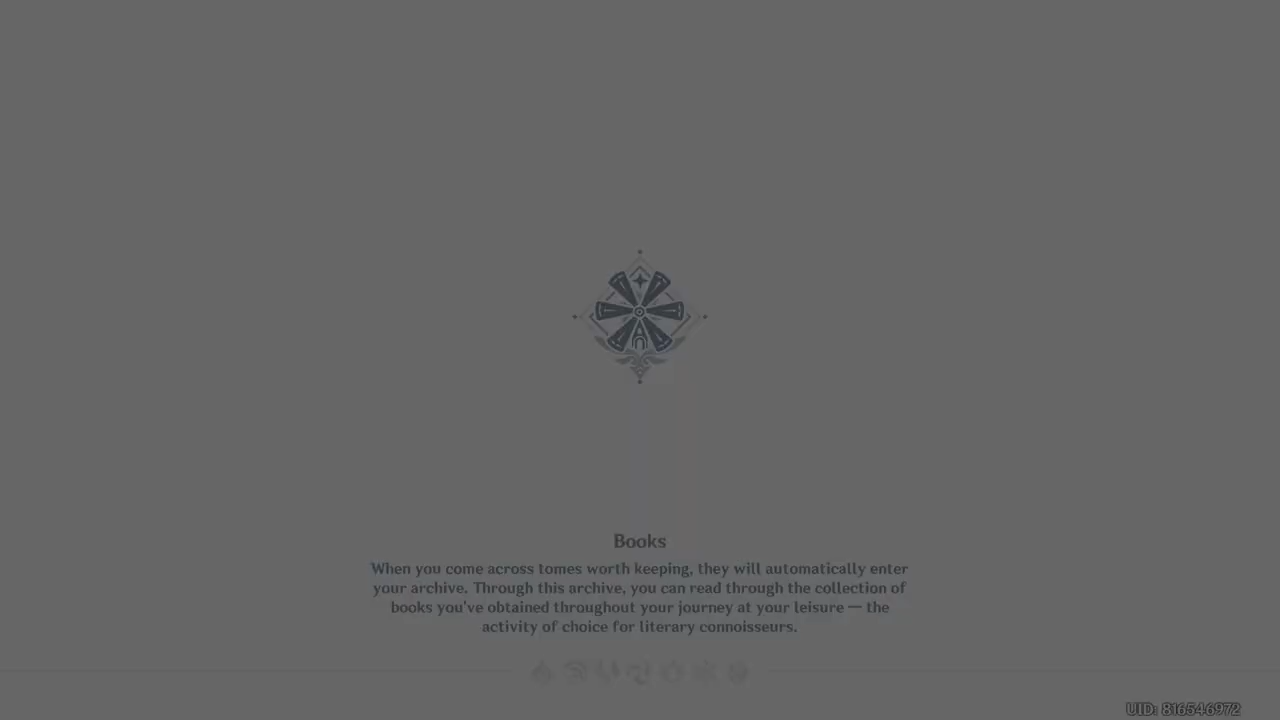 Books
When you come across tomes worth keeping, they will automatically enter
your archive. Through this archive, you can read through the collection of
books you've obtained throughout your journey at your leisure — the
activity of choice for literary connoisseurs.
UID: 816546972